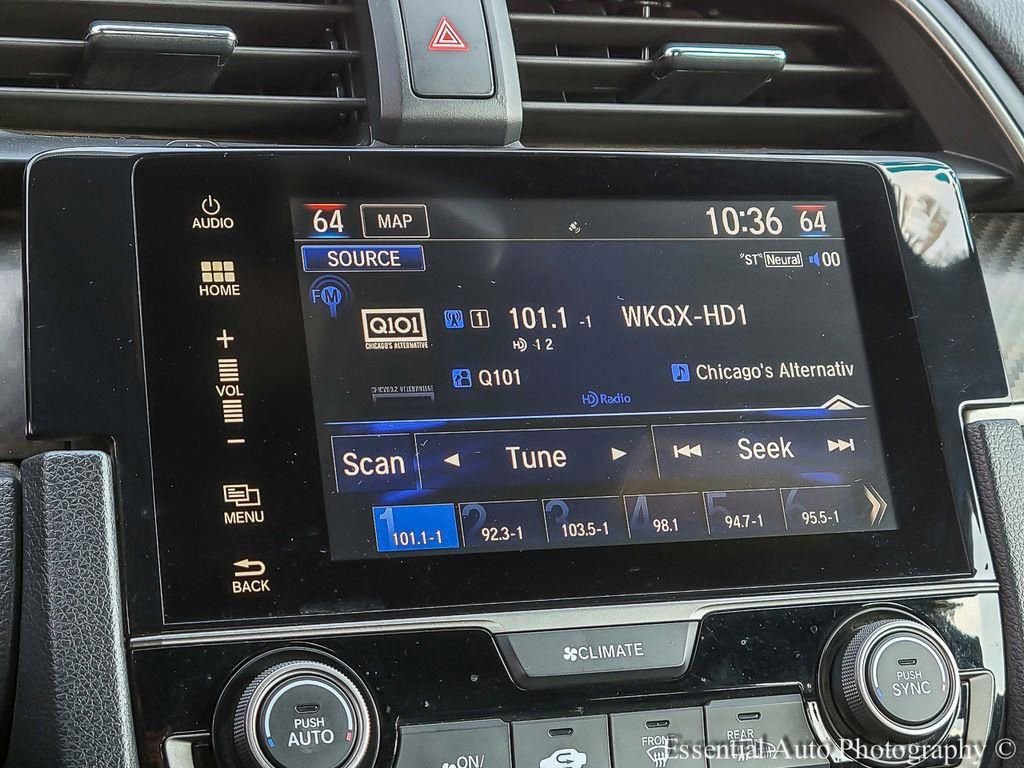 AUDIO
HOME
+
VOL
-
MENU
BACK
64 MAP 10:36 64
SOURCE "ST" Neural 00
FM
Q101
CHICAGO'S ALTERNATIVE
1 101.1 -1 WKQX-HD1
HD 1 2
Q101 Chicago's Alternativ
HD Radio
Scan Tune Seek
1 101.1-1
2 92.3-1
3 103.5-1
4 98.1
5 94.7-1
6 95.5-1
CLIMATE
PUSH
AUTO
PUSH
SYNC
ON/
FRONT
REAR
Essential Auto Photography ©